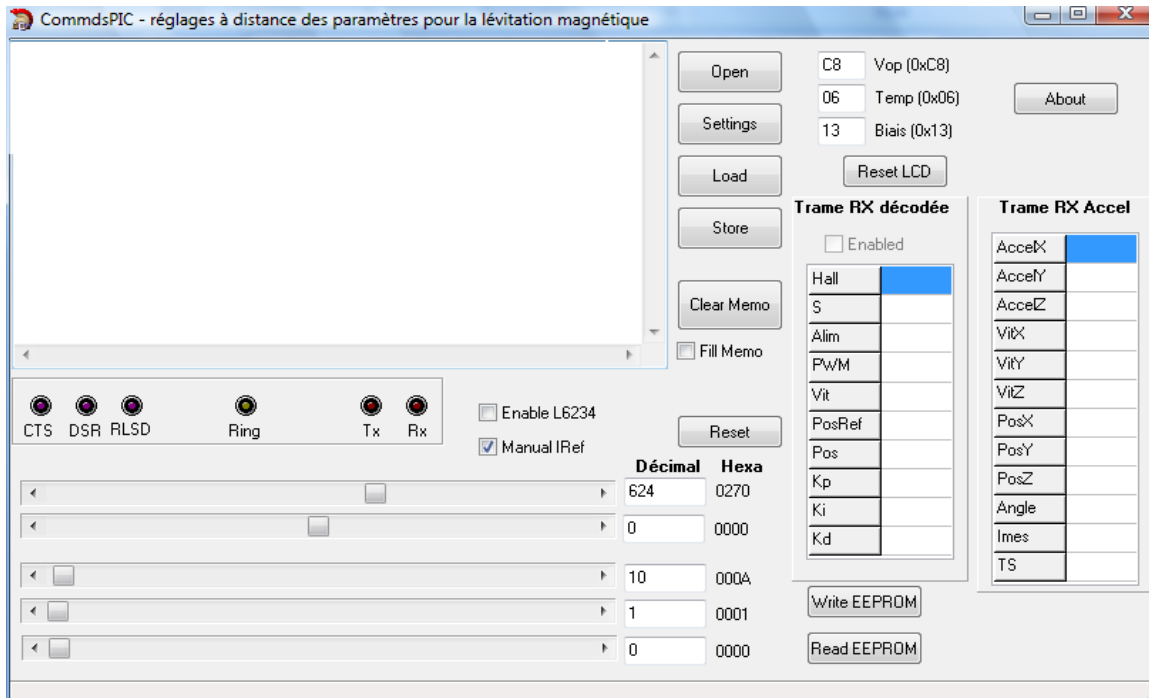 CommdsPIC - réglages à distance des paramètres pour la lévitation magnétique
Open
Settings
Load
Store
Clear Memo
Fill Memo
C8 Vop (0xC8)
06 Temp (0x06)
13 Biais (0x13)
About
Reset LCD
Trame RX décodée
Enabled
Hall
S
Alim
PWM
Vit
PosRef
Pos
Kp
Ki
Kd
Trame RX Accel
AccelX
AccelY
AccelZ
VitX
VitY
VitZ
PosX
PosY
PosZ
Angle
Imes
TS
CTS DSR RLSD Ring Tx Rx
Enable L6234
Manual IRef
Reset
Décimal Hexa
624 0270
0 0000
10 000A
1 0001
0 0000
Write EEPROM
Read EEPROM